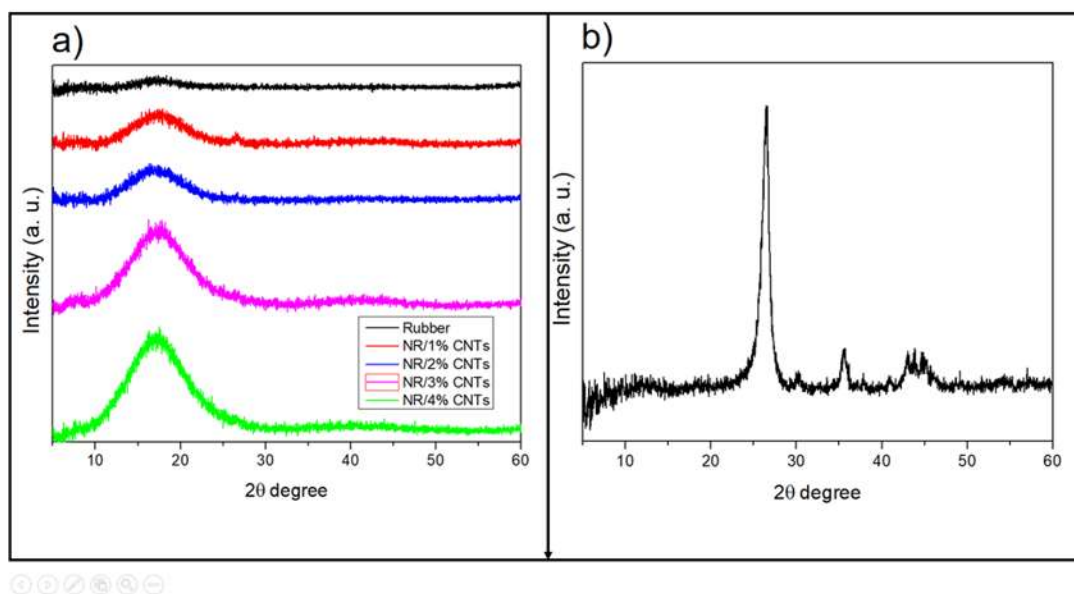 a)
Intensity (a. u.)
Rubber
NR/1% CNTs
NR/2% CNTs
NR/3% CNTs
NR/4% CNTs
10 20 30 40 50 60
2θ degree
b)
Intensity (a. u.)
10 20 30 40 50 60
2θ degree